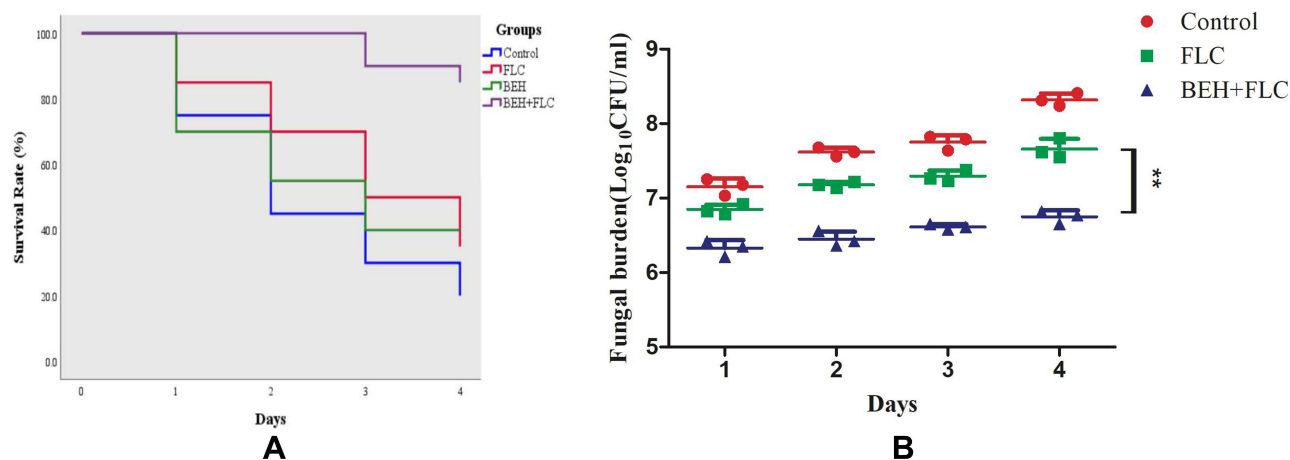 Groups
Control
FLC
BEH
BEH+FLC
Survival Rate (%)
100.0
80.0
60.0
40.0
20.0
0.0
0 1 2 3 4
Days
A
Control
FLC
BEH+FLC
Fungal burden(Log10CFU/ml)
9
8
7
6
5
**
1 2 3 4
Days
B